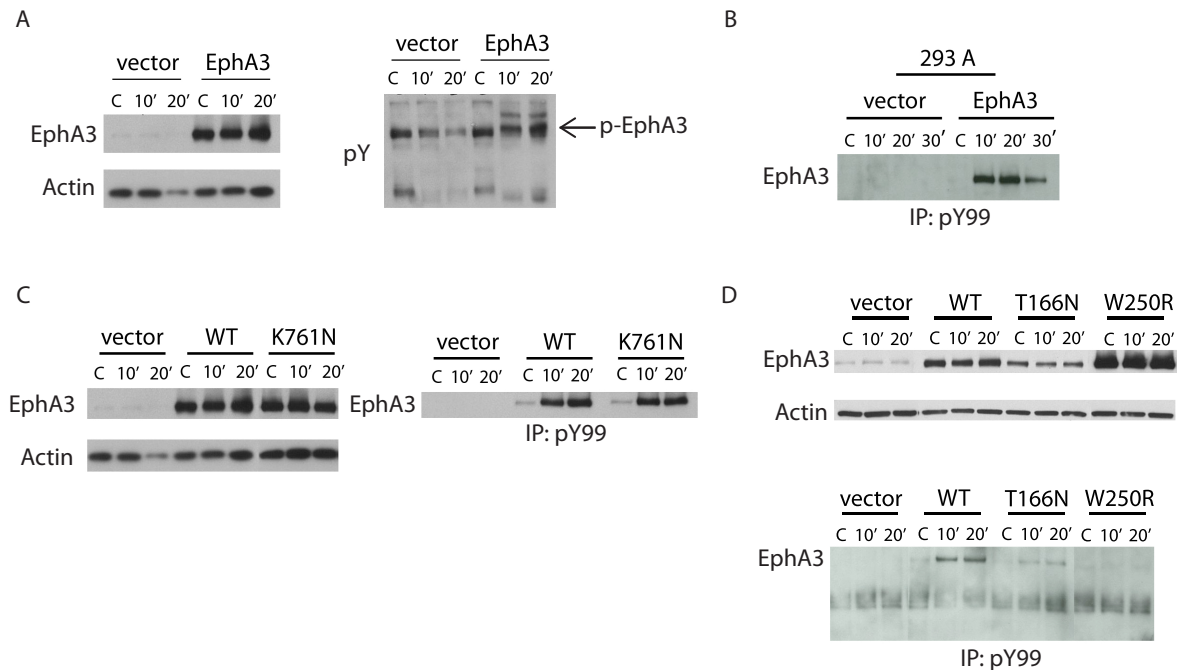 A
vector EphA3
C 10′ 20′ C 10′ 20′
EphA3
Actin
vector EphA3
C 10′ 20′ C 10′ 20′
p-EphA3
pY
B
293 A
vector EphA3
C 10′ 20′ 30′ C 10′ 20′ 30′
EphA3
IP: pY99
C
vector WT K761N
C 10′ 20′ C 10′ 20′ C 10′ 20′
EphA3
Actin
vector WT K761N
C 10′ 20′ C 10′ 20′ C 10′ 20′
EphA3
IP: pY99
D
vector WT T166N W250R
C 10′ 20′ C 10′ 20′ C 10′ 20′ C 10′ 20′
EphA3
Actin
vector WT T166N W250R
C 10′ 20′ C 10′ 20′ C 10′ 20′ C 10′ 20′
EphA3
IP: pY99